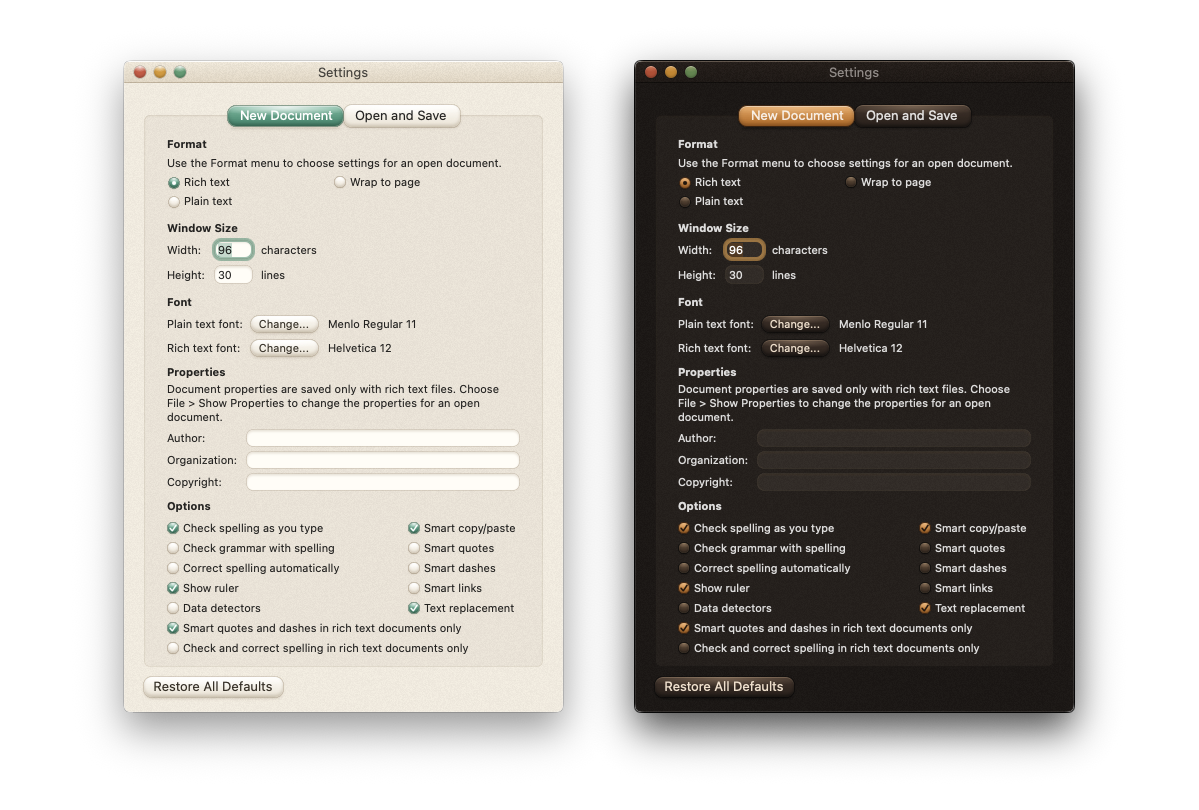 Settings
New Document Open and Save
Format
Use the Format menu to choose settings for an open document.
Rich text Wrap to page
Plain text
Window Size
Width: 96 characters
Height: 30 lines
Font
Plain text font: Change... Menlo Regular 11
Rich text font: Change... Helvetica 12
Properties
Document properties are saved only with rich text files. Choose
File > Show Properties to change the properties for an open
document.
Author:
Organization:
Copyright:
Options
Check spelling as you type Smart copy/paste
Check grammar with spelling Smart quotes
Correct spelling automatically Smart dashes
Show ruler Smart links
Data detectors Text replacement
Smart quotes and dashes in rich text documents only
Check and correct spelling in rich text documents only
Restore All Defaults
Settings
New Document Open and Save
Format
Use the Format menu to choose settings for an open document.
Rich text Wrap to page
Plain text
Window Size
Width: 96 characters
Height: 30 lines
Font
Plain text font: Change... Menlo Regular 11
Rich text font: Change... Helvetica 12
Properties
Document properties are saved only with rich text files. Choose
File > Show Properties to change the properties for an open
document.
Author:
Organization:
Copyright:
Options
Check spelling as you type Smart copy/paste
Check grammar with spelling Smart quotes
Correct spelling automatically Smart dashes
Show ruler Smart links
Data detectors Text replacement
Smart quotes and dashes in rich text documents only
Check and correct spelling in rich text documents only
Restore All Defaults